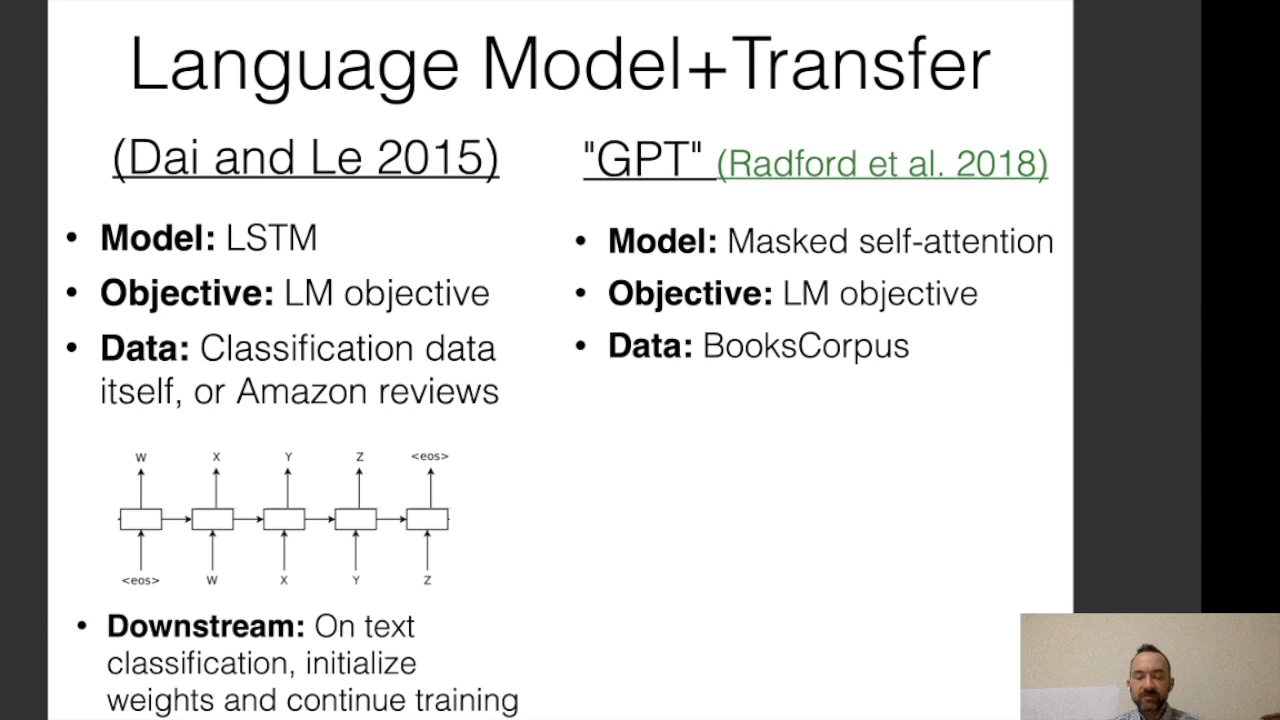 Language Model+Transfer
(Dai and Le 2015)
• Model: LSTM
• Objective: LM objective
• Data: Classification data
itself, or Amazon reviews
W X Y Z <eos>
<eos> W X Y Z
• Downstream: On text
classification, initialize
weights and continue training
"GPT" (Radford et al. 2018)
• Model: Masked self-attention
• Objective: LM objective
• Data: BooksCorpus